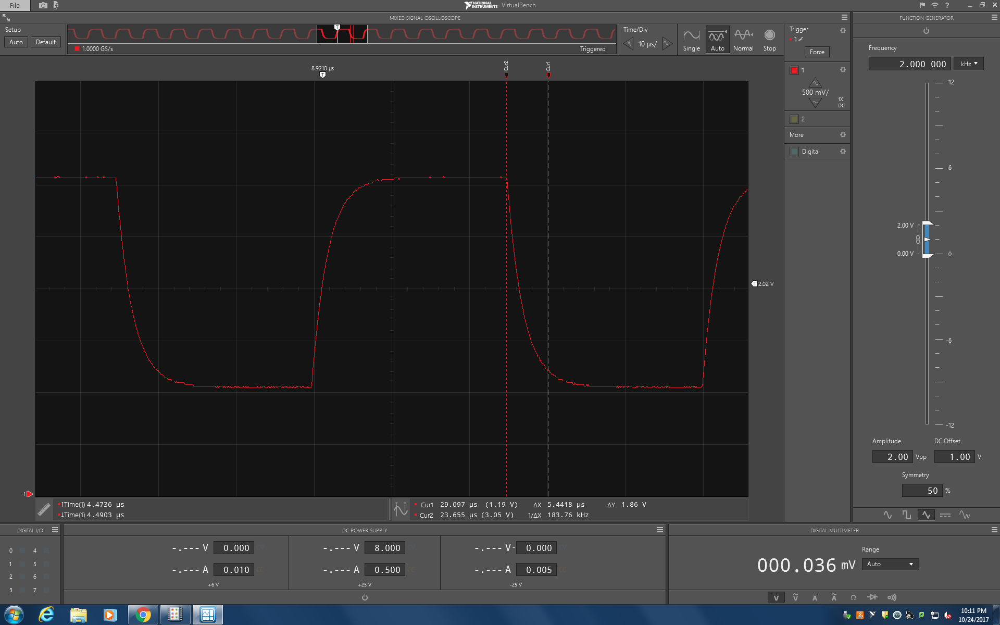 File
NATIONAL INSTRUMENTS VirtualBench
?
MIXED SIGNAL OSCILLOSCOPE
FUNCTION GENERATOR
Setup
Auto Default
T
1.0000 GS/s
Triggered
Time/Div
10 µs/
Single Auto Normal Stop
Trigger
1
Force
8.9210 µs
T
Cur2
Cur1
1
500 mV/
1X
DC
2
More
Digital
T 2.02 V
1
Frequency
2.000 000 kHz
12
6
2.00 V
0.00 V
0
-6
-12
Amplitude DC Offset
2.00 Vpp 1.00 V
Symmetry
50 %
↑Time(1) 4.4736 µs
↓Time(1) 4.4903 µs
Cur1 29.097 µs (1.19 V) ΔX 5.4418 µs ΔY 1.86 V
Cur2 23.655 µs (3.05 V) 1/ΔX 183.76 kHz
DIGITAL I/O
0 4
1 5
2 6
3 7
DC POWER SUPPLY
-.--- V 0.000
-.--- A 0.010
+6 V
-.--- V 8.000
-.--- A 0.500
+25 V
-.--- V- 0.000
-.--- A 0.005
-25 V
DIGITAL MULTIMETER
000.036 mV
Range
Auto
V V A A Ω
10:11 PM
10/24/2017